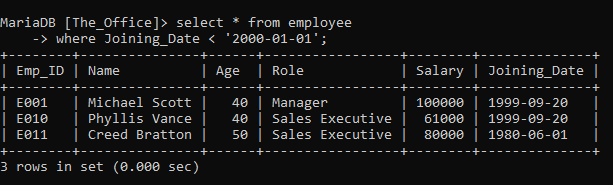 MariaDB [The_Office]> select * from employee
    -> where Joining_Date < '2000-01-01';
+--------+---------------+------+-----------------+--------+--------------+
| Emp_ID | Name          | Age  | Role            | Salary | Joining_Date |
+--------+---------------+------+-----------------+--------+--------------+
| E001   | Michael Scott |   40 | Manager         | 100000 | 1999-09-20   |
| E010   | Phyllis Vance |   40 | Sales Executive |  61000 | 1999-09-20   |
| E011   | Creed Bratton |   50 | Sales Executive |  80000 | 1980-06-01   |
+--------+---------------+------+-----------------+--------+--------------+
3 rows in set (0.000 sec)